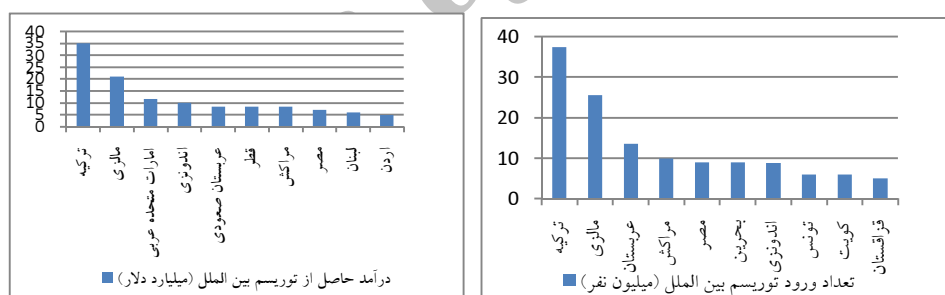 40
35
30
25
20
15
10
5
0
ترکیه
مالزی
امارات متحده عربی
اندونزی
عربستان صعودی
قطر
مراکش
مصر
لبنان
اردن
درآمد حاصل از توریسم بین الملل (میلیارد دلار)
40
30
20
10
0
ترکیه
مالزی
عربستان
مراکش
مصر
بحرین
اندونزی
تونس
کویت
قزاقستان
تعداد ورود توریسم بین الملل (میلیون نفر)